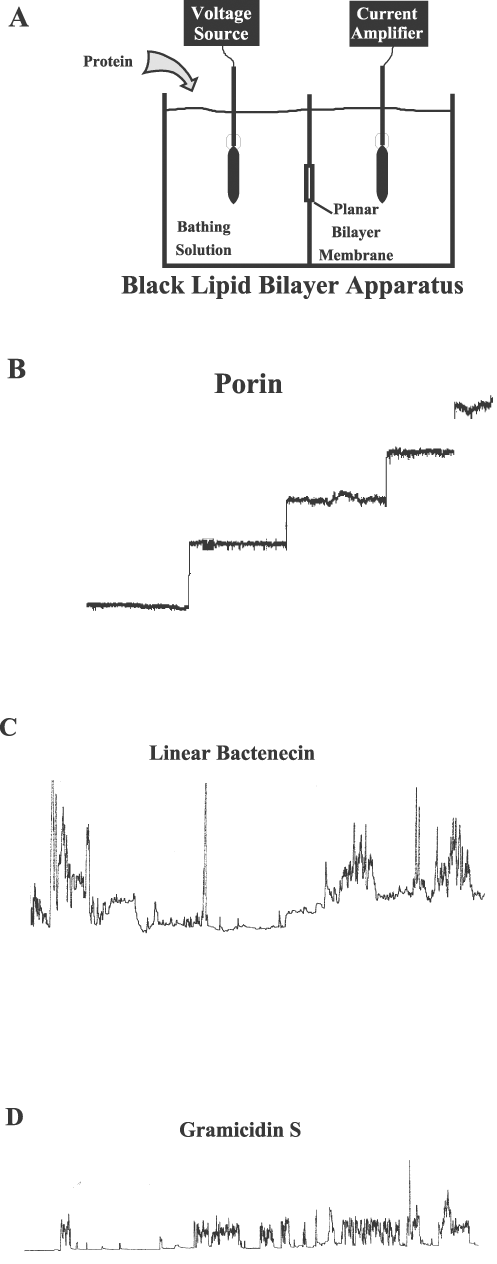 A
Voltage
Source
Current
Amplifier
Protein
Bathing
Solution
Planar
Bilayer
Membrane
Black Lipid Bilayer Apparatus
B
Porin
C
Linear Bactenecin
D
Gramicidin S